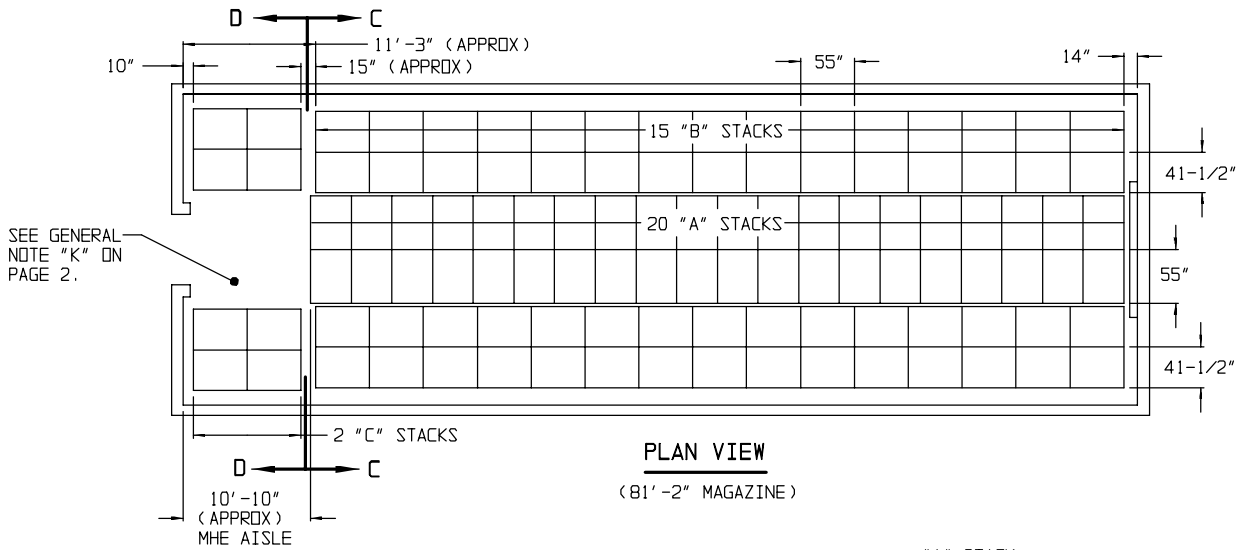 D C
11'-3" (APPROX)
10" 15" (APPROX) 55" 14"
15 "B" STACKS
41-1/2"
20 "A" STACKS
SEE GENERAL
NOTE "K" ON
PAGE 2.
55"
41-1/2"
2 "C" STACKS
PLAN VIEW
D C
(81'-2" MAGAZINE)
10'-10"
(APPROX)
MHE AISLE